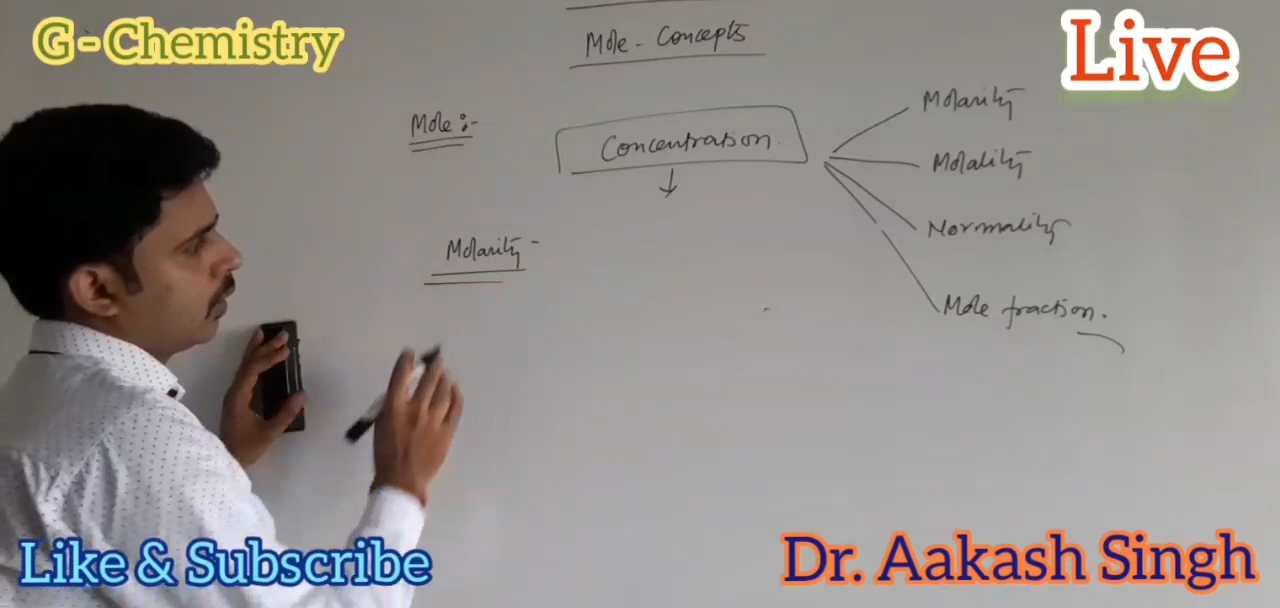 G - Chemistry
Live
Mole - Concepts
Mole :-
Concentration
Molarity
Molality
Normality
Mole fraction.
Molarity -
Like & Subscribe
Dr. Aakash Singh